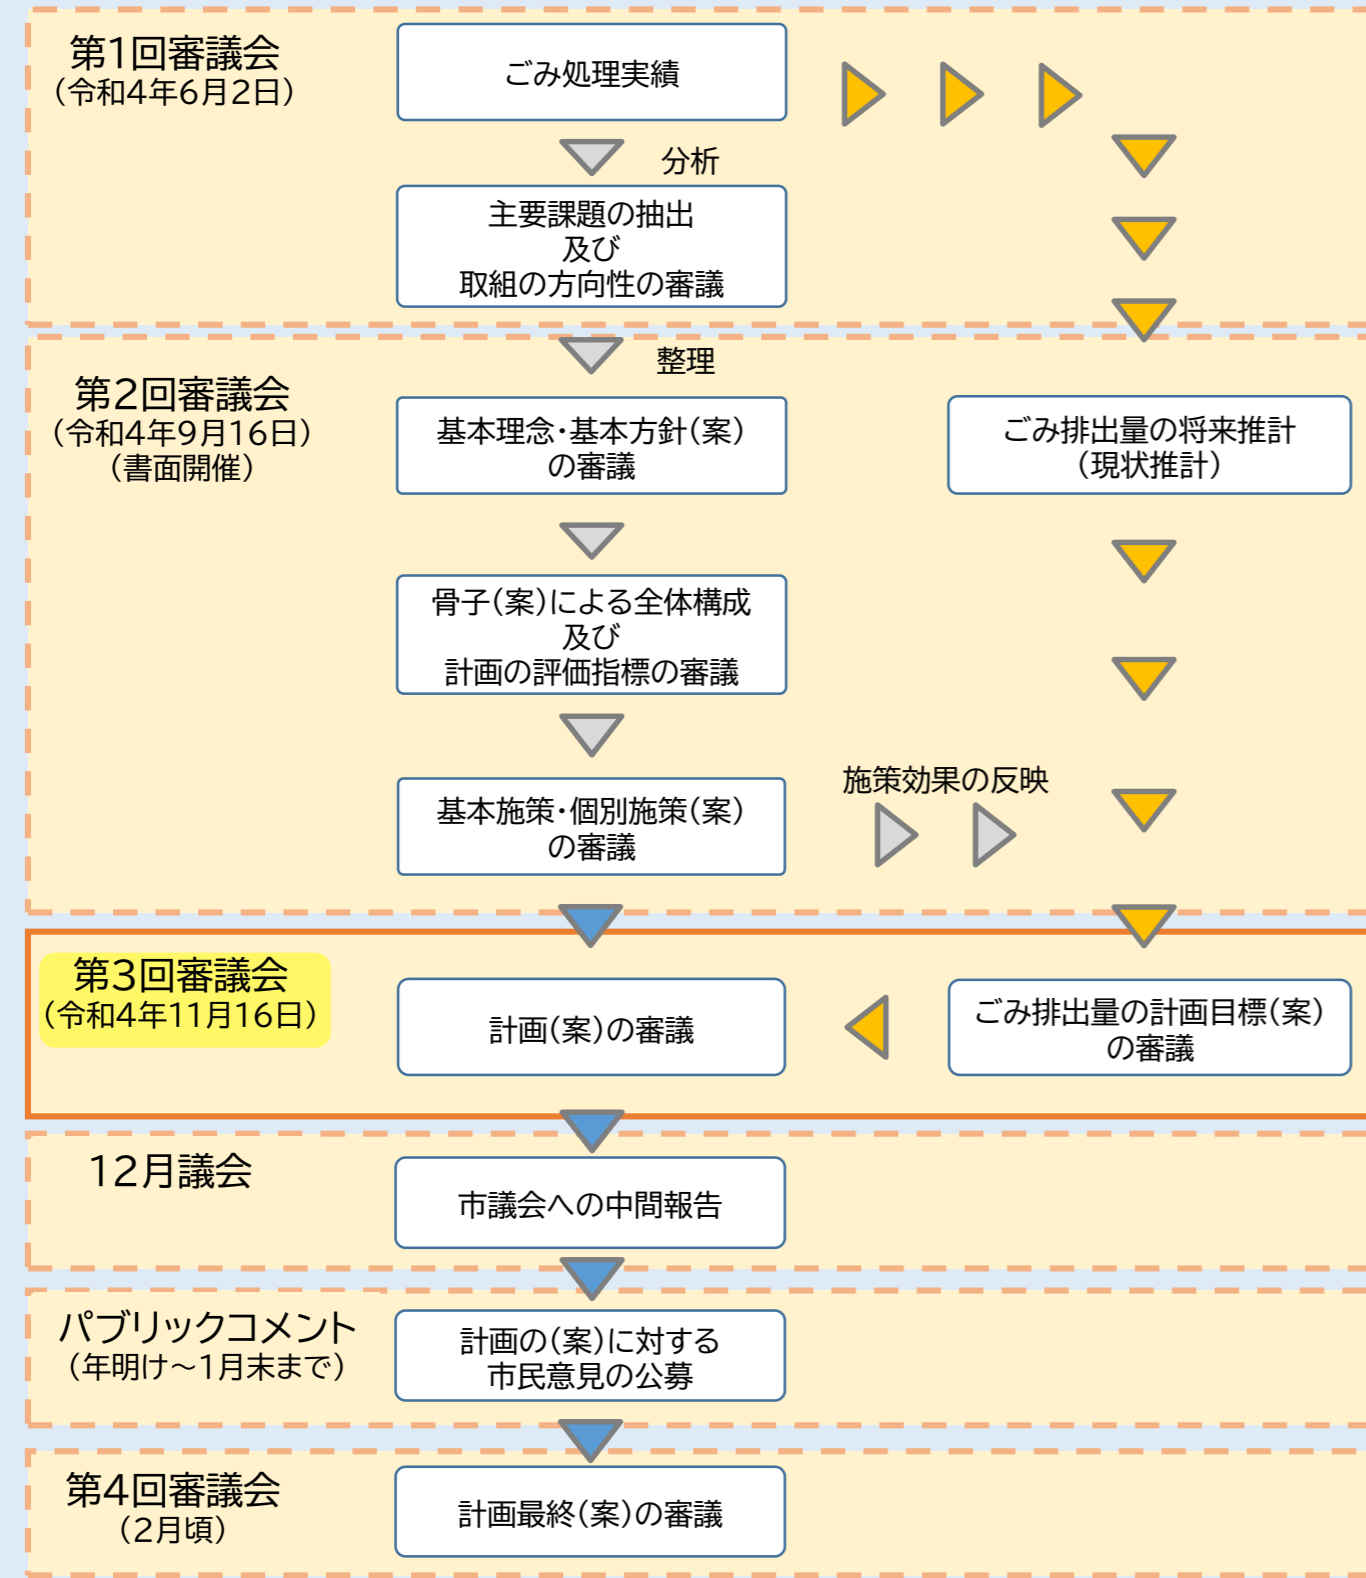 第1回審議会
(令和4年6月2日)
ごみ処理実績
分析
主要課題の抽出
及び
取組の方向性の審議
整理
第2回審議会
(令和4年9月16日)
(書面開催)
基本理念・基本方針(案)
の審議
ごみ排出量の将来推計
(現状推計)
骨子(案)による全体構成
及び
計画の評価指標の審議
施策効果の反映
基本施策・個別施策(案)
の審議
第3回審議会
(令和4年11月16日)
計画(案)の審議
ごみ排出量の計画目標(案)
の審議
12月議会
市議会への中間報告
パブリックコメント
(年明け～1月末まで)
計画の(案)に対する
市民意見の公募
第4回審議会
(2月頃)
計画最終(案)の審議